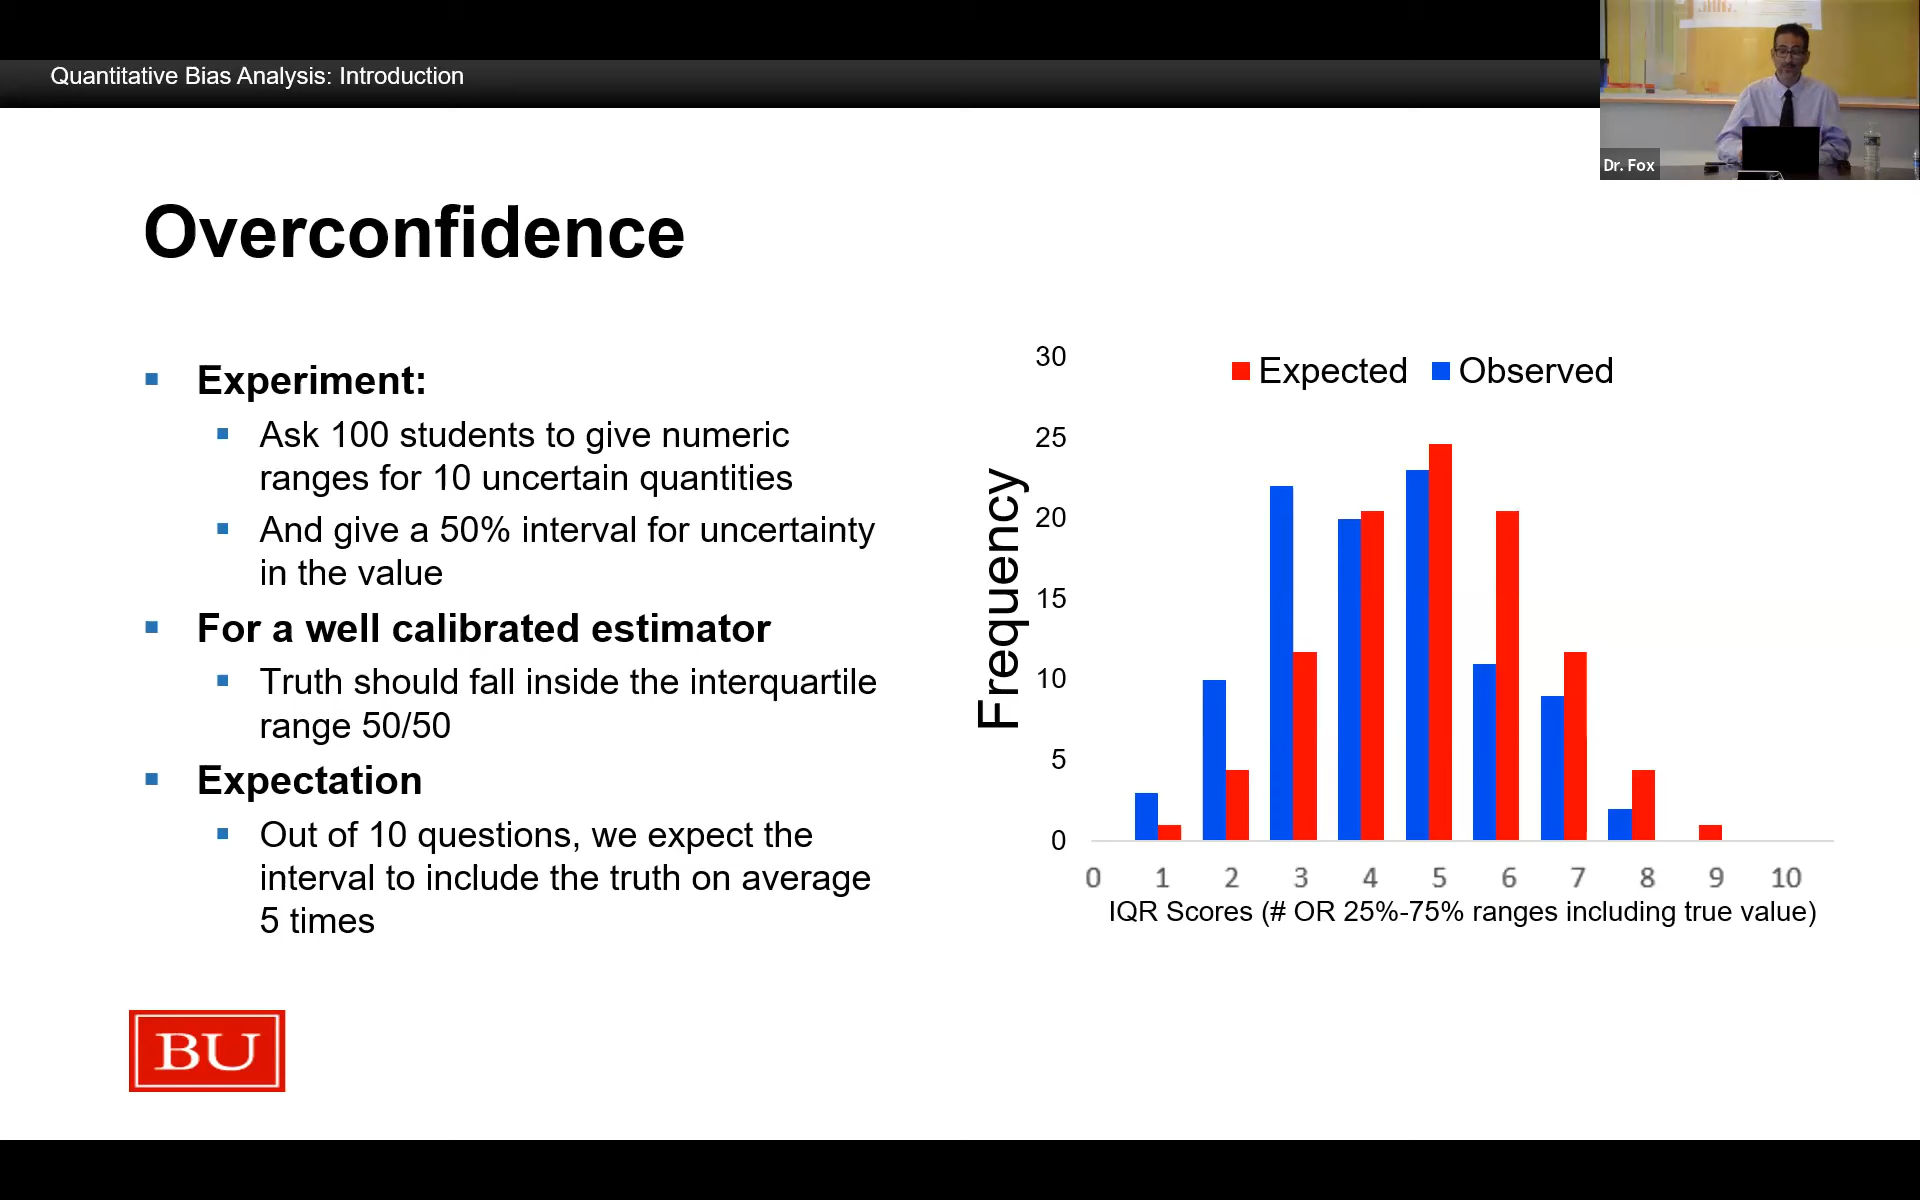 Quantitative Bias Analysis: Introduction
Dr. Fox
Overconfidence
Experiment:
Ask 100 students to give numeric
ranges for 10 uncertain quantities
And give a 50% interval for uncertainty
in the value
For a well calibrated estimator
Truth should fall inside the interquartile
range 50/50
Expectation
Out of 10 questions, we expect the
interval to include the truth on average
5 times
Expected Observed
Frequency
30
25
20
15
10
5
0
0 1 2 3 4 5 6 7 8 9 10
IQR Scores (# OR 25%-75% ranges including true value)
BU